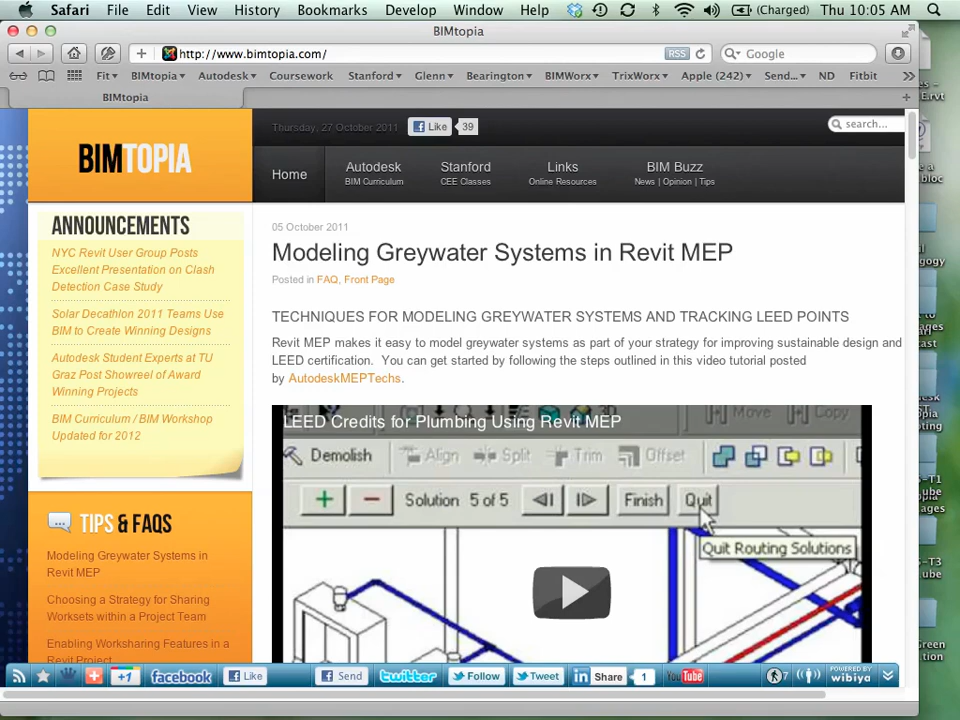 Safari File Edit View History Bookmarks Develop Window Help (Charged) Thu 10:05 AM
BIMtopia
http://www.bimtopia.com/ RSS Google
Fit BIMtopia Autodesk Coursework Stanford Glenn Bearington BIMWorx TrixWorx Apple (242) Send... ND Fitbit
BIMtopia
BIMTOPIA
Thursday, 27 October 2011 Like 39 search...
Home
Autodesk Stanford Links BIM Buzz
BIM Curriculum CEE Classes Online Resources News | Opinion | Tips
ANNOUNCEMENTS
NYC Revit User Group Posts
Excellent Presentation on Clash
Detection Case Study
Solar Decathlon 2011 Teams Use
BIM to Create Winning Designs
Autodesk Student Experts at TU
Graz Post Showreel of Award
Winning Projects
BIM Curriculum / BIM Workshop
Updated for 2012
TIPS & FAQS
Modeling Greywater Systems in
Revit MEP
Choosing a Strategy for Sharing
Worksets within a Project Team
Enabling Worksharing Features in a
Revit Project
05 October 2011
Modeling Greywater Systems in Revit MEP
Posted in FAQ, Front Page
TECHNIQUES FOR MODELING GREYWATER SYSTEMS AND TRACKING LEED POINTS
Revit MEP makes it easy to model greywater systems as part of your strategy for improving sustainable design and
LEED certification. You can get started by following the steps outlined in this video tutorial posted
by AutodeskMEPTechs.
LEED Credits for Plumbing Using Revit MEP
Move Copy
Demolish Align Split Trim Offset
Solution 5 of 5 Finish Quit
Quit Routing Solutions
+1 facebook Like Send twitter Follow Tweet in Share 1 YouTube 7 POWERED BY wibiya